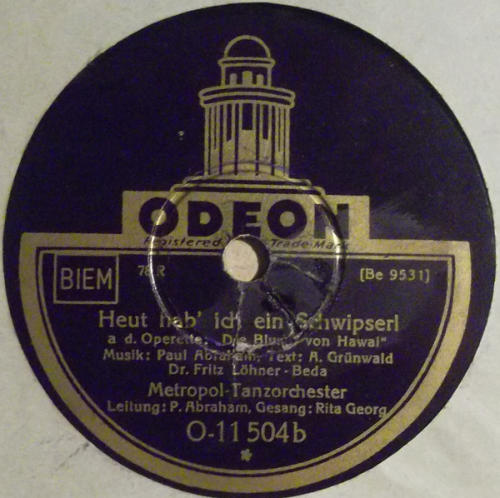 ODEON
Registered Trade-Mark
BIEM 78R [Be 9531]
Heut hab' ich ein Schwipserl
a d. Operette: „Die Blume von Hawai"
Musik: Paul Abraham, Text: A. Grünwald
Dr. Fritz Löhner-Beda
Metropol-Tanzorchester
Leitung: P. Abraham, Gesang: Rita Georg
O-11504b